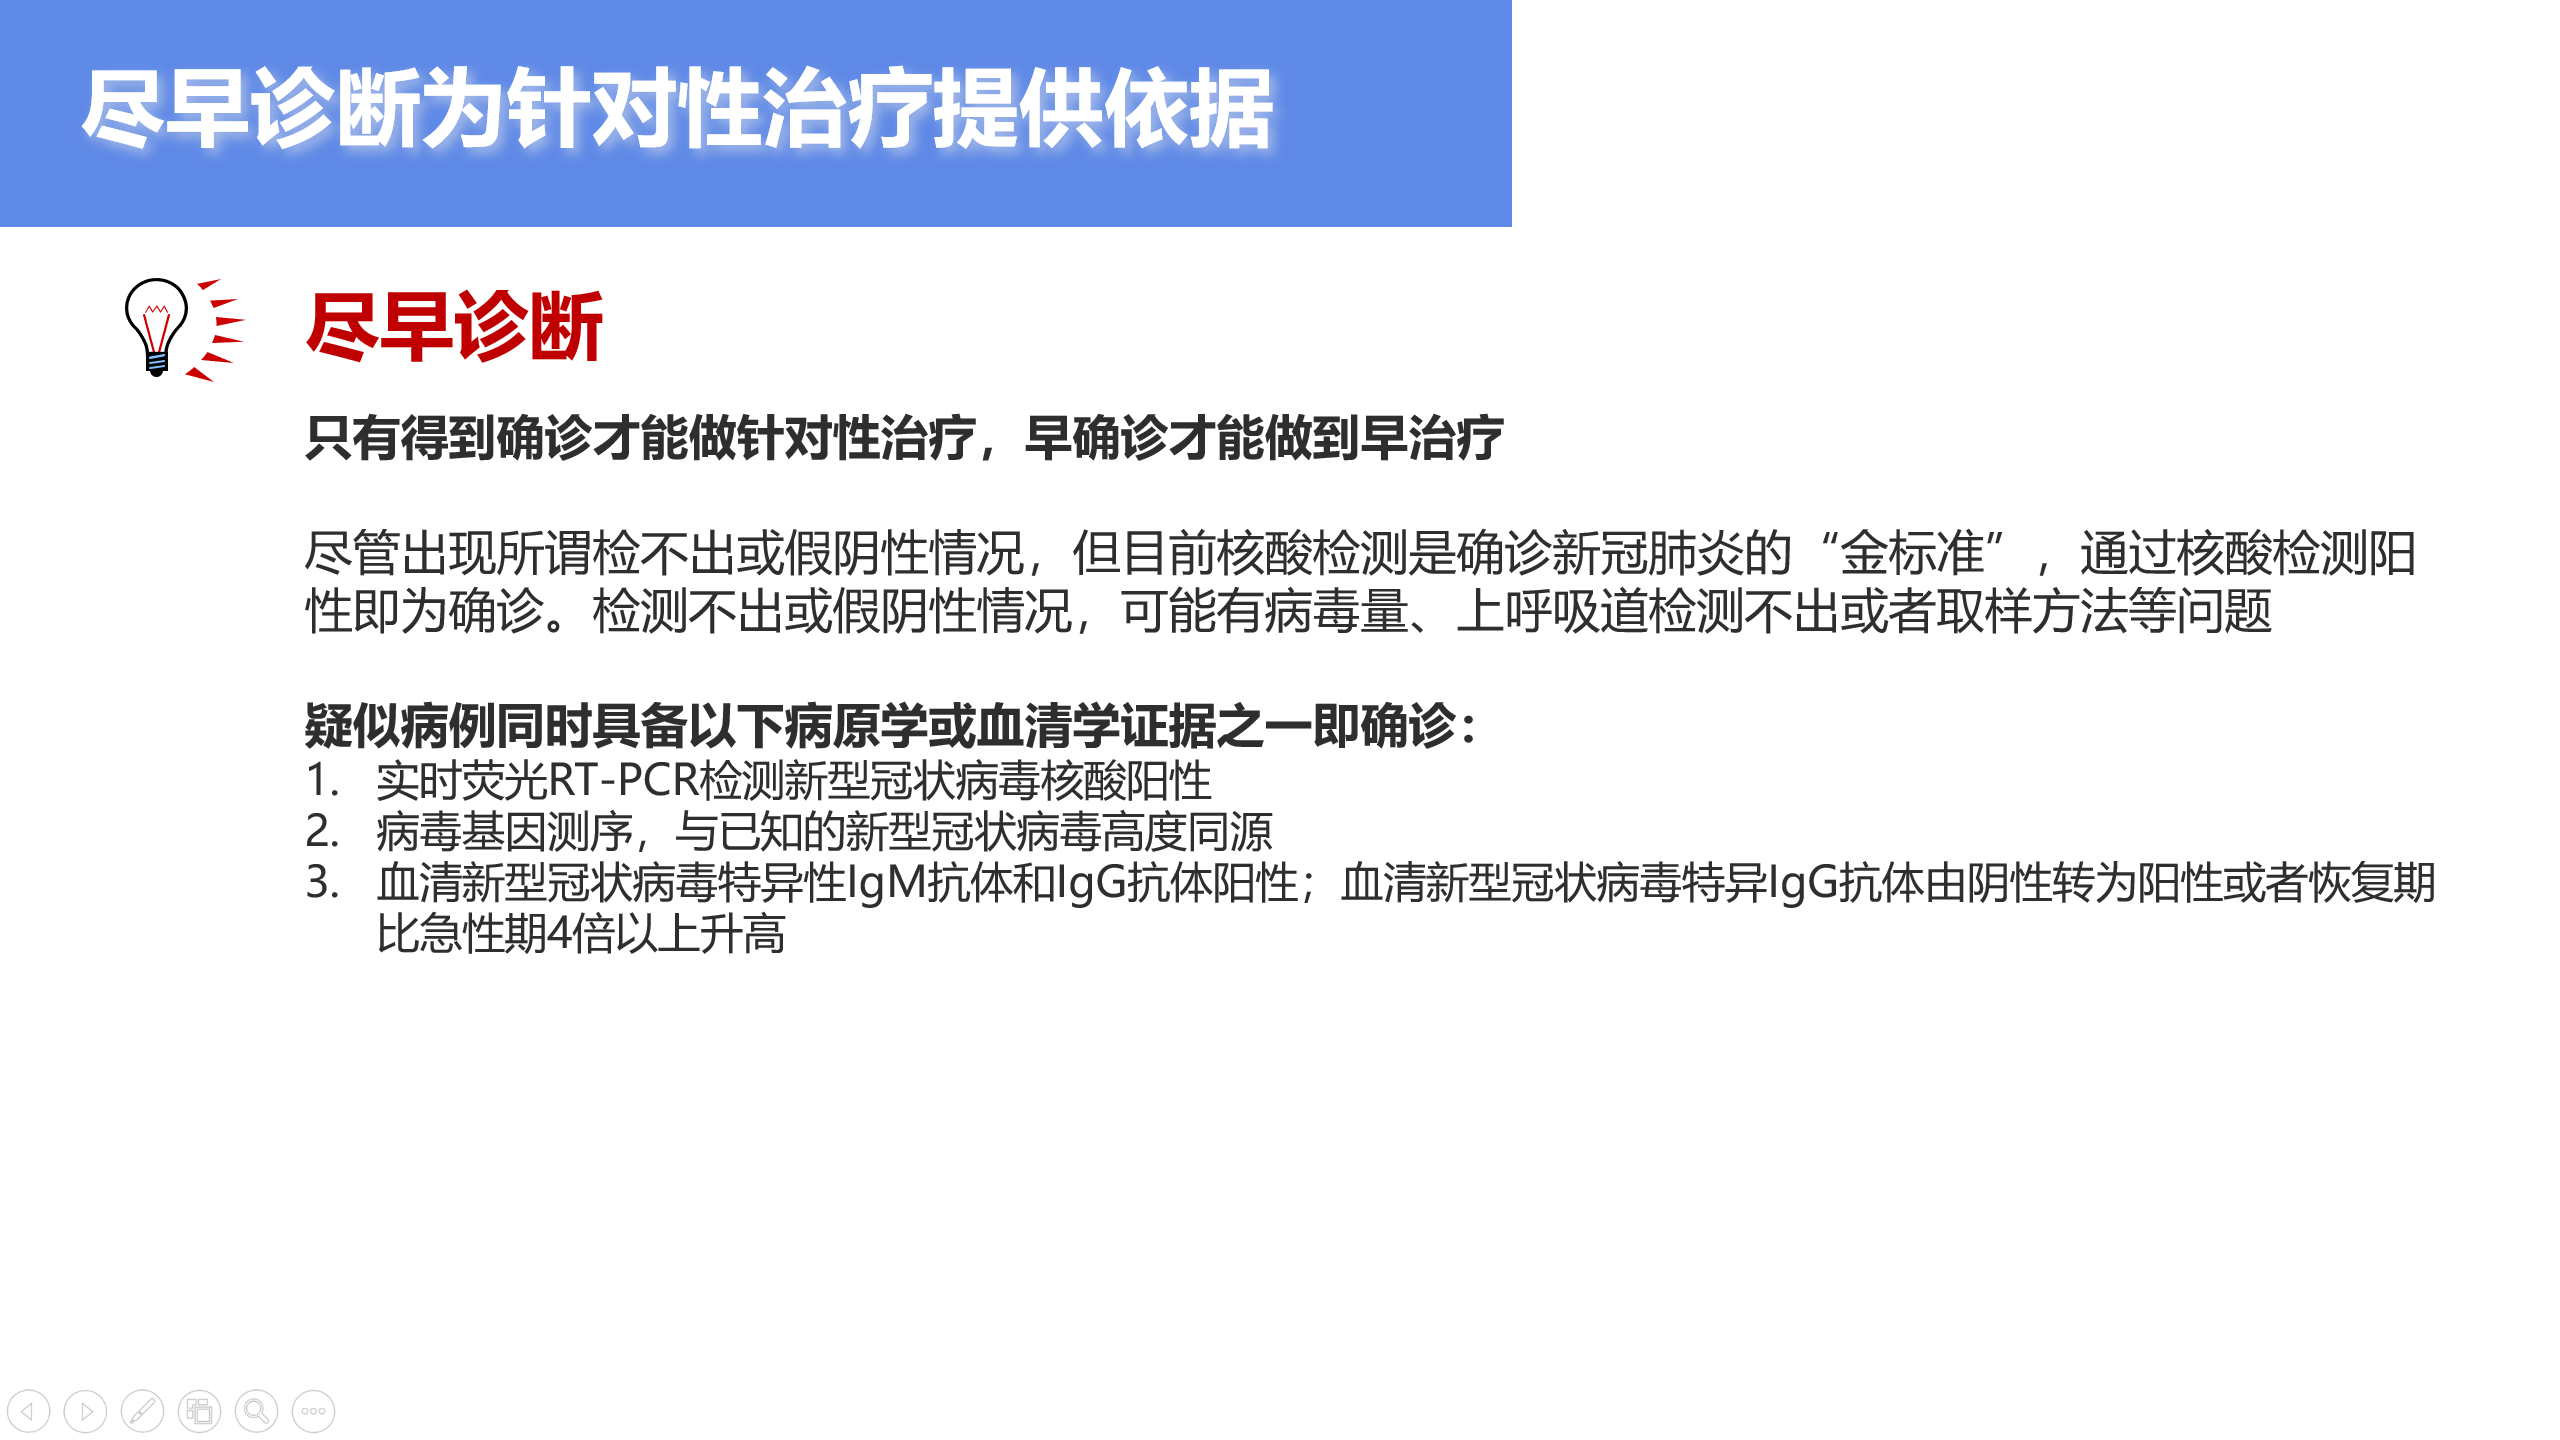 尽早诊断为针对性治疗提供依据
尽早诊断
只有得到确诊才能做针对性治疗，早确诊才能做到早治疗
尽管出现所谓检不出或假阴性情况，但目前核酸检测是确诊新冠肺炎的“金标准”，通过核酸检测阳
性即为确诊。检测不出或假阴性情况，可能有病毒量、上呼吸道检测不出或者取样方法等问题
疑似病例同时具备以下病原学或血清学证据之一即确诊：
1. 实时荧光RT-PCR检测新型冠状病毒核酸阳性
2. 病毒基因测序，与已知的新型冠状病毒高度同源
3. 血清新型冠状病毒特异性IgM抗体和IgG抗体阳性；血清新型冠状病毒特异IgG抗体由阴性转为阳性或者恢复期
比急性期4倍以上升高